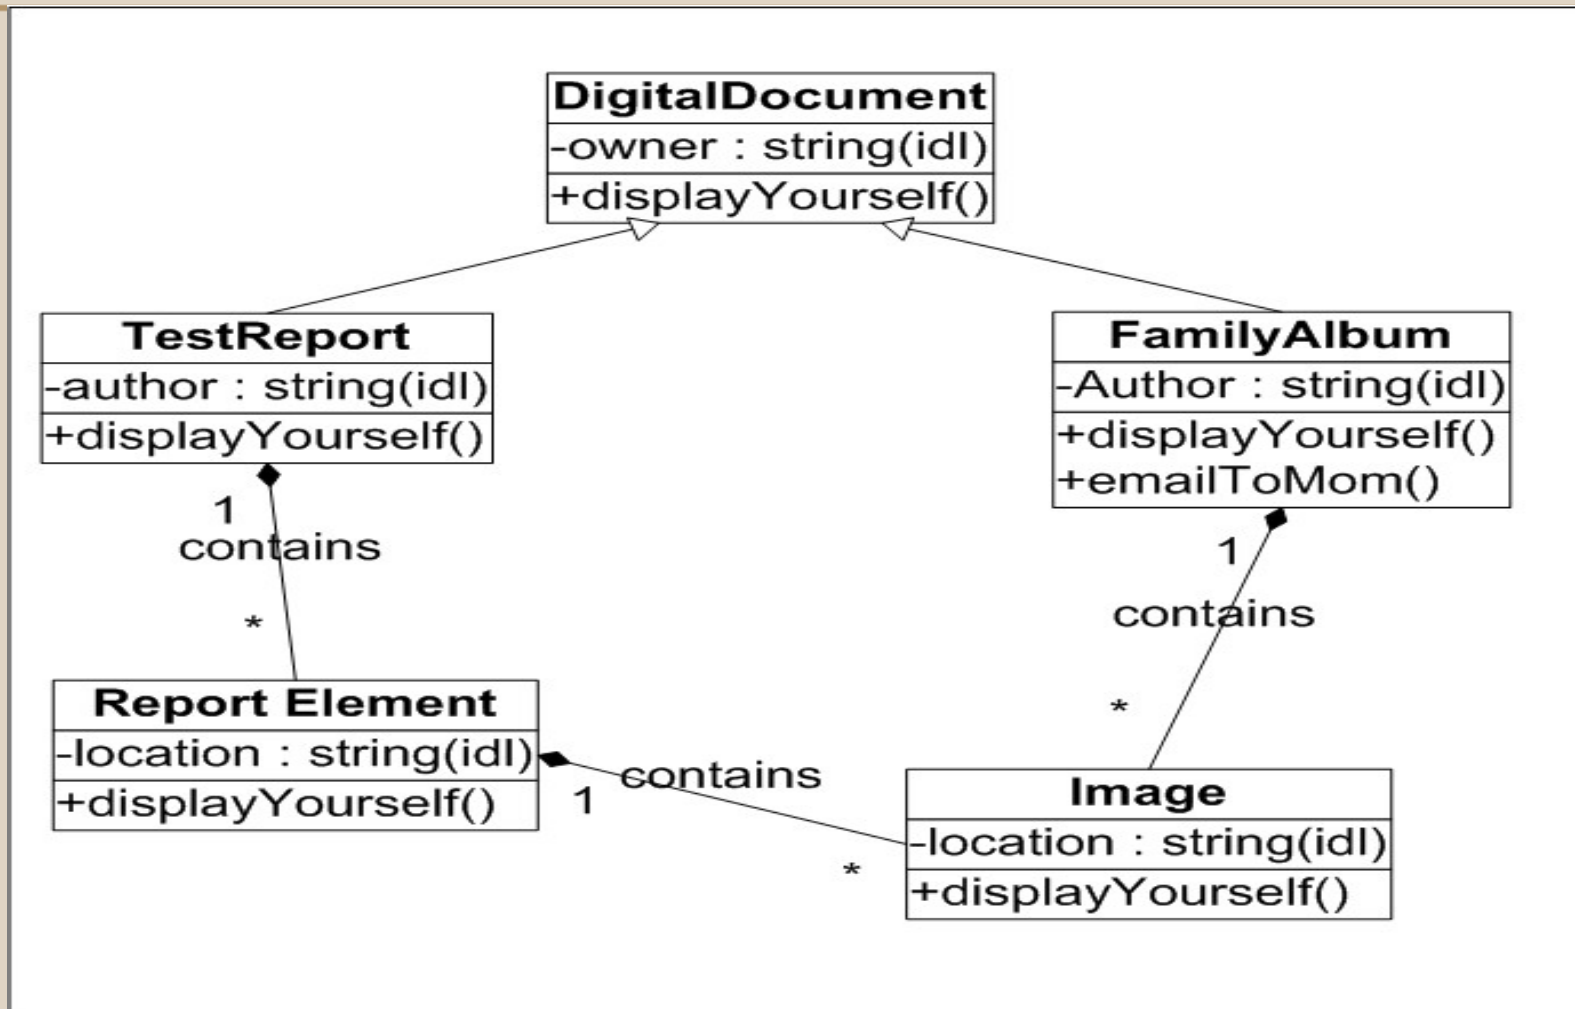 DigitalDocument
-owner : string(idl)
+displayYourself()
TestReport
-author : string(idl)
+displayYourself()
FamilyAlbum
-Author : string(idl)
+displayYourself()
+emailToMom()
1
contains
*
1
contains
*
Report Element
-location : string(idl)
+displayYourself()
contains
1
*
Image
-location : string(idl)
+displayYourself()